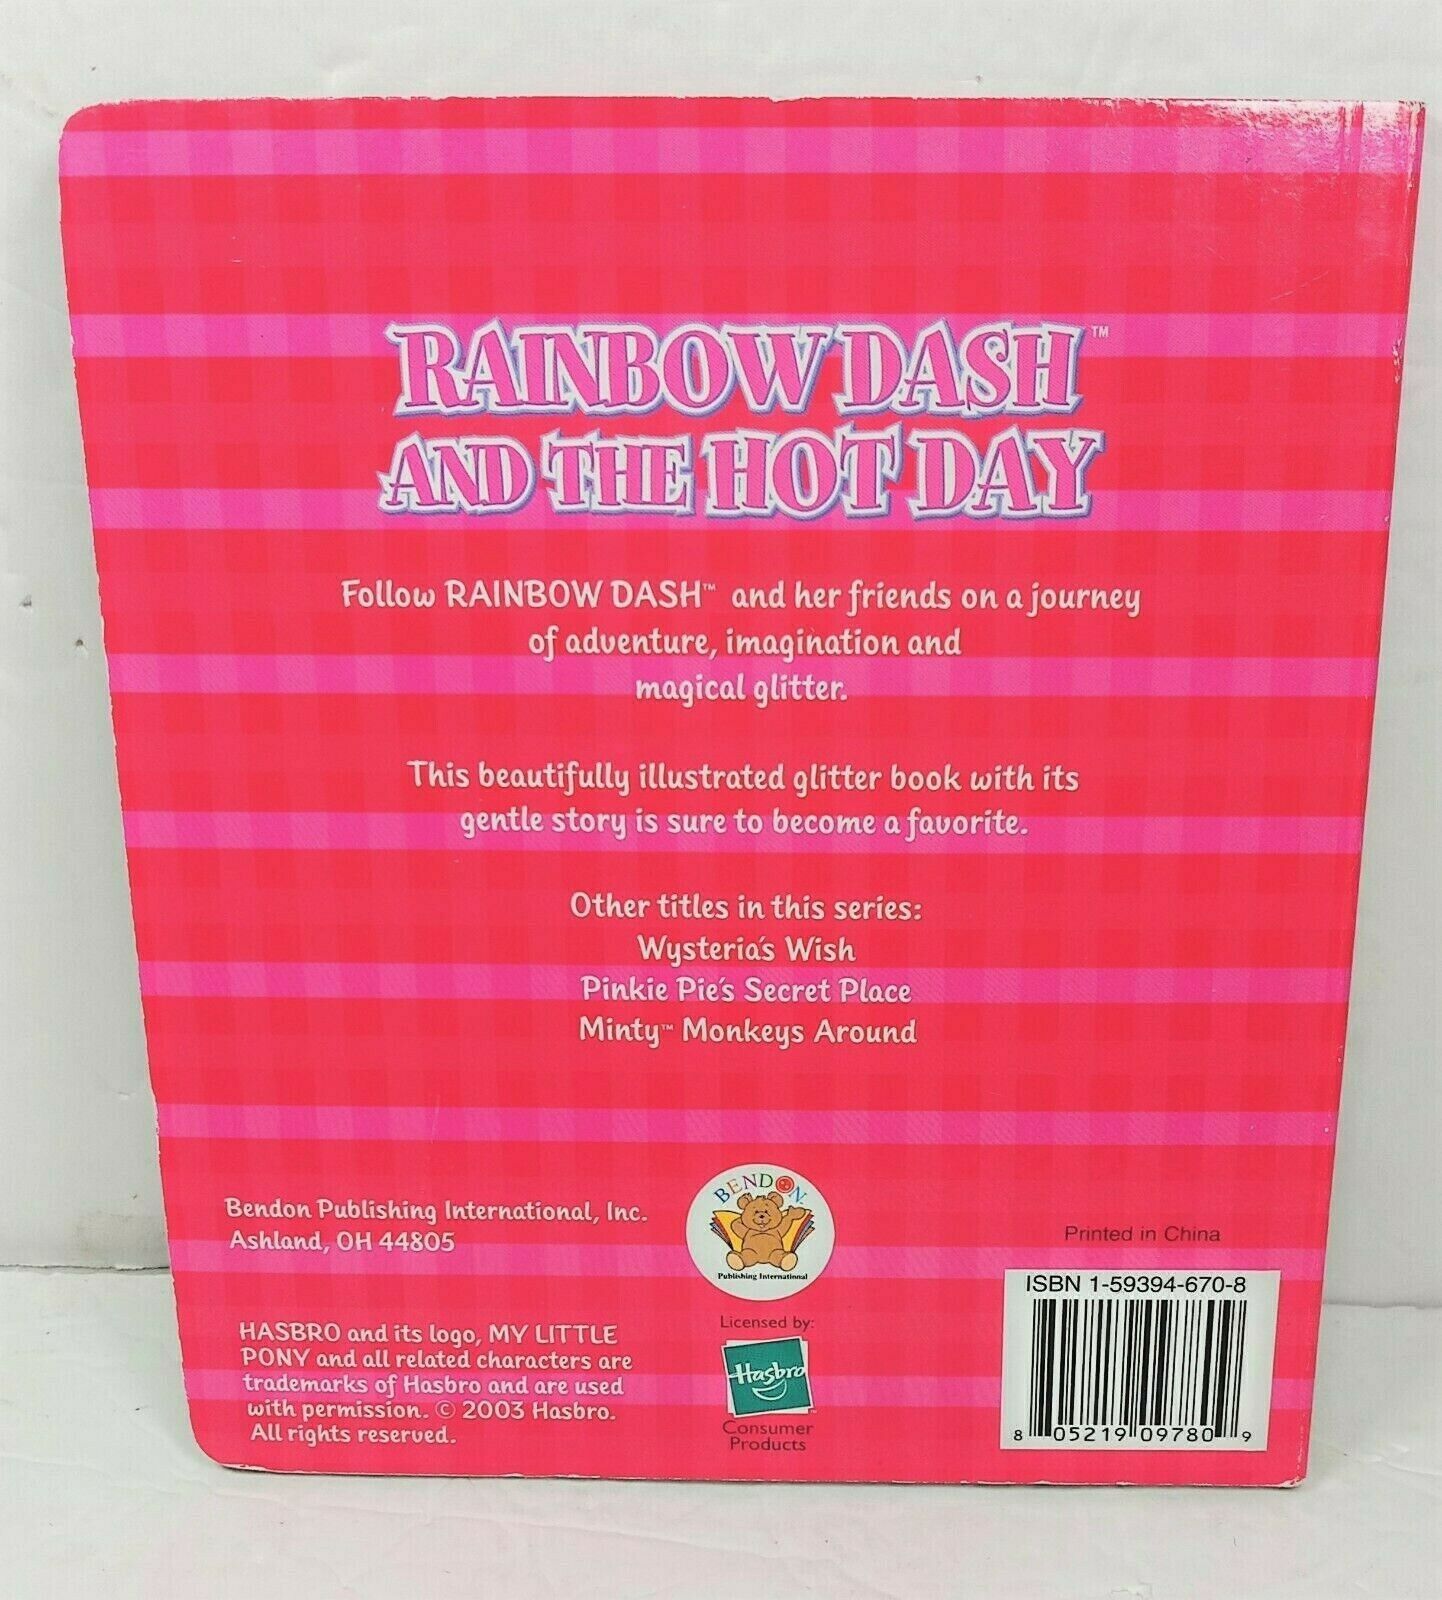 RAINBOW DASH™
AND THE HOT DAY
Follow RAINBOW DASH™ and her friends on a journey
of adventure, imagination and
magical glitter.
This beautifully illustrated glitter book with its
gentle story is sure to become a favorite.
Other titles in this series:
Wysteria's Wish
Pinkie Pie's Secret Place
Minty™ Monkeys Around
Bendon Publishing International, Inc.
Ashland, OH 44805
HASBRO and its logo, MY LITTLE
PONY and all related characters are
trademarks of Hasbro and are used
with permission. © 2003 Hasbro.
All rights reserved.
BENDON
Publishing International
Licensed by:
Hasbro
Consumer
Products
Printed in China
ISBN 1-59394-670-8
8 05219 09780 9